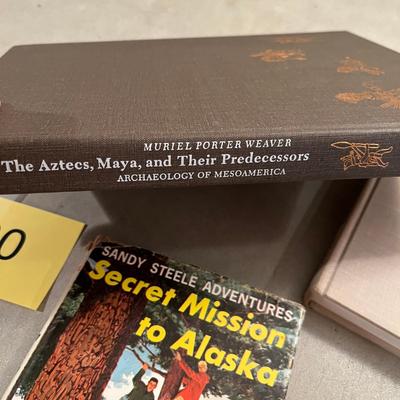 MURIEL PORTER WEAVER
The Aztecs, Maya, and Their Predecessors
ARCHAEOLOGY OF MESOAMERICA
SANDY STEELE ADVENTURES
Secret Mission
to Alaska